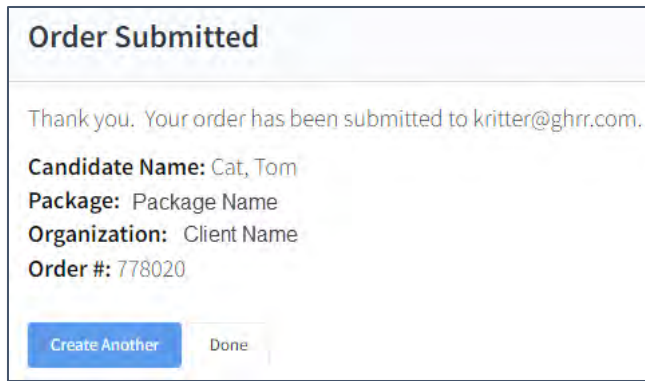 Order Submitted
Thank you. Your order has been submitted to kritter@ghrr.com.
Candidate Name: Cat, Tom
Package: Package Name
Organization: Client Name
Order #: 778020
Create Another Done